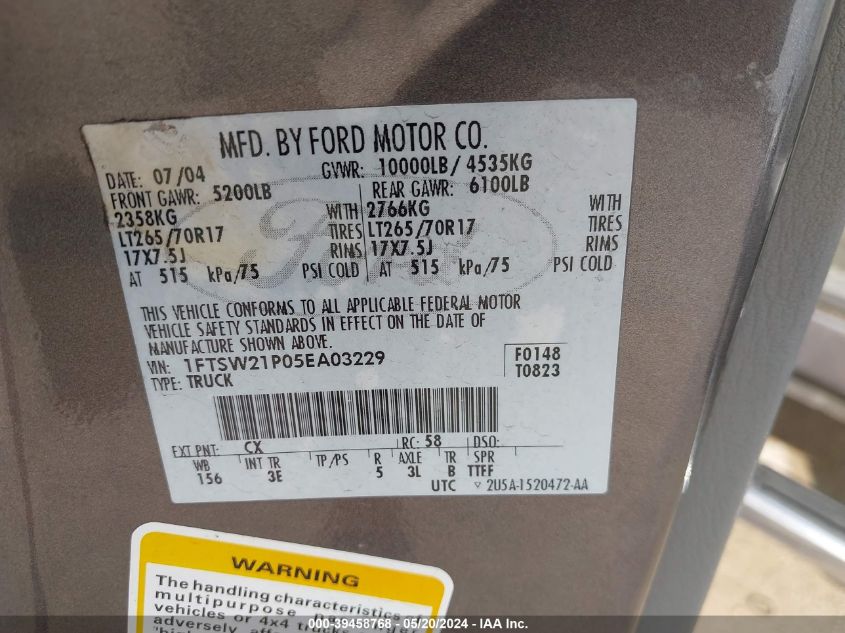 MFD. BY FORD MOTOR CO.
DATE: 07/04 GVWR: 10000LB/ 4535KG
FRONT GAWR: 5200LB REAR GAWR: 6100LB
2358KG WITH 2766KG WITH
LT265/70R17 TIRES LT265/70R17 TIRES
17X7.5J RIMS 17X7.5J RIMS
AT 515 kPa/75 PSI COLD AT 515 kPa/75 PSI COLD
Ford
THIS VEHICLE CONFORMS TO ALL APPLICABLE FEDERAL MOTOR
VEHICLE SAFETY STANDARDS IN EFFECT ON THE DATE OF
MANUFACTURE SHOWN ABOVE.
VIN: 1FTSW21P05EA03229 F0148
TYPE: TRUCK T0823
EXT PNT: CX RC: 58 DSO:
WB INT TR TP/PS R AXLE TR SPR
156 3E 5 3L B TTFF
UTC ▿ 2U5A-1520472-AA
WARNING
The handling characteristics
multipurpose
vehicles or 4x4 trucks
adversely
000-39458768 - 05/20/2024 - IAAI.com